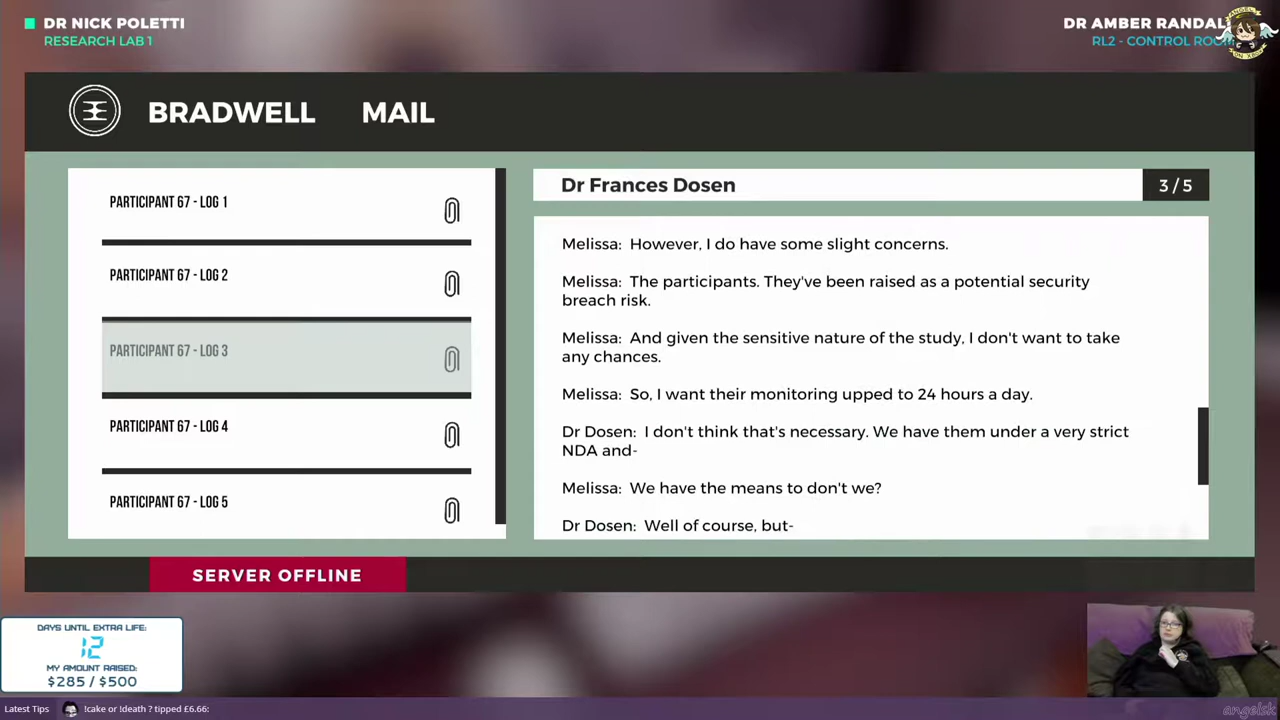 DR NICK POLETTI
RESEARCH LAB 1
DR AMBER RANDALL
RL2 - CONTROL ROOM
BRADWELL MAIL
PARTICIPANT 67 - LOG 1
PARTICIPANT 67 - LOG 2
PARTICIPANT 67 - LOG 3
PARTICIPANT 67 - LOG 4
PARTICIPANT 67 - LOG 5
Dr Frances Dosen
3 / 5
Melissa: However, I do have some slight concerns.
Melissa: The participants. They've been raised as a potential security
breach risk.
Melissa: And given the sensitive nature of the study, I don't want to take
any chances.
Melissa: So, I want their monitoring upped to 24 hours a day.
Dr Dosen: I don't think that's necessary. We have them under a very strict
NDA and-
Melissa: We have the means to don't we?
Dr Dosen: Well of course, but-
SERVER OFFLINE
DAYS UNTIL EXTRA LIFE:
12
MY AMOUNT RAISED:
$285 / $500
Latest Tips
!cake or !death ? tipped £6.66:
angelsk